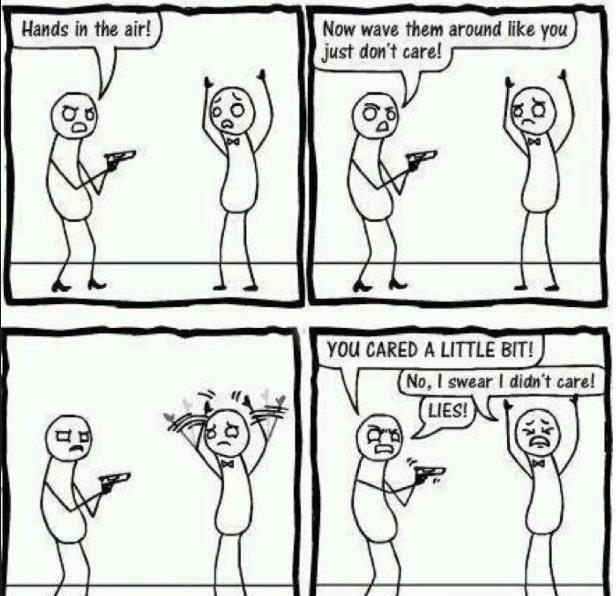 Hands in the air!
Now wave them around like you
just don't care!
YOU CARED A LITTLE BIT!
No, I swear I didn't care!
LIES!